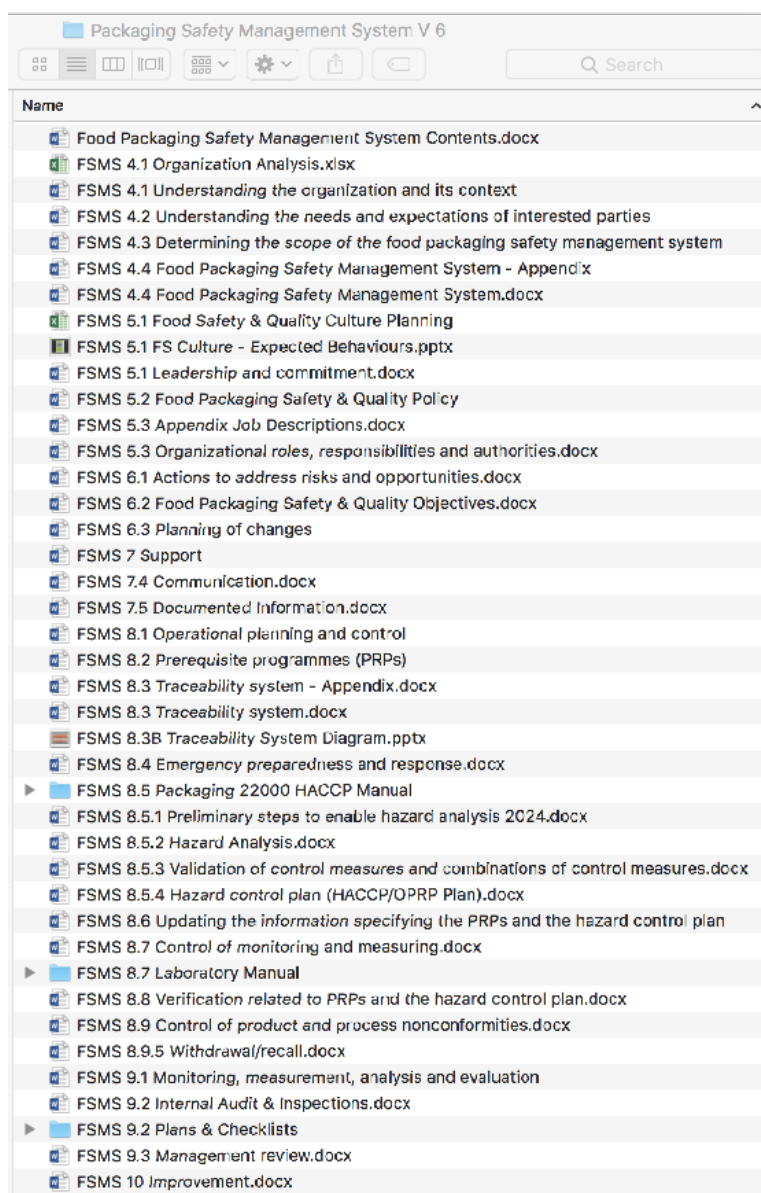 Packaging Safety Management System V 6
Search
Name
Food Packaging Safety Management System Contents.docx
FSMS 4.1 Organization Analysis.xlsx
FSMS 4.1 Understanding the organization and its context
FSMS 4.2 Understanding the needs and expectations of interested parties
FSMS 4.3 Determining the scope of the food packaging safety management system
FSMS 4.4 Food Packaging Safety Management System - Appendix
FSMS 4.4 Food Packaging Safety Management System.docx
FSMS 5.1 Food Safety & Quality Culture Planning
FSMS 5.1 FS Culture - Expected Behaviours.pptx
FSMS 5.1 Leadership and commitment.docx
FSMS 5.2 Food Packaging Safety & Quality Policy
FSMS 5.3 Appendix Job Descriptions.docx
FSMS 5.3 Organizational roles, responsibilities and authorities.docx
FSMS 6.1 Actions to address risks and opportunities.docx
FSMS 6.2 Food Packaging Safety & Quality Objectives.docx
FSMS 6.3 Planning of changes
FSMS 7 Support
FSMS 7.4 Communication.docx
FSMS 7.5 Documented Information.docx
FSMS 8.1 Operational planning and control
FSMS 8.2 Prerequisite programmes (PRPs)
FSMS 8.3 Traceability system - Appendix.docx
FSMS 8.3 Traceability system.docx
FSMS 8.3B Traceability System Diagram.pptx
FSMS 8.4 Emergency preparedness and response.docx
FSMS 8.5 Packaging 22000 HACCP Manual
FSMS 8.5.1 Preliminary steps to enable hazard analysis 2024.docx
FSMS 8.5.2 Hazard Analysis.docx
FSMS 8.5.3 Validation of control measures and combinations of control measures.docx
FSMS 8.5.4 Hazard control plan (HACCP/OPRP Plan).docx
FSMS 8.6 Updating the information specifying the PRPs and the hazard control plan
FSMS 8.7 Control of monitoring and measuring.docx
FSMS 8.7 Laboratory Manual
FSMS 8.8 Verification related to PRPs and the hazard control plan.docx
FSMS 8.9 Control of product and process nonconformities.docx
FSMS 8.9.5 Withdrawal/recall.docx
FSMS 9.1 Monitoring, measurement, analysis and evaluation
FSMS 9.2 Internal Audit & Inspections.docx
FSMS 9.2 Plans & Checklists
FSMS 9.3 Management review.docx
FSMS 10 Improvement.docx